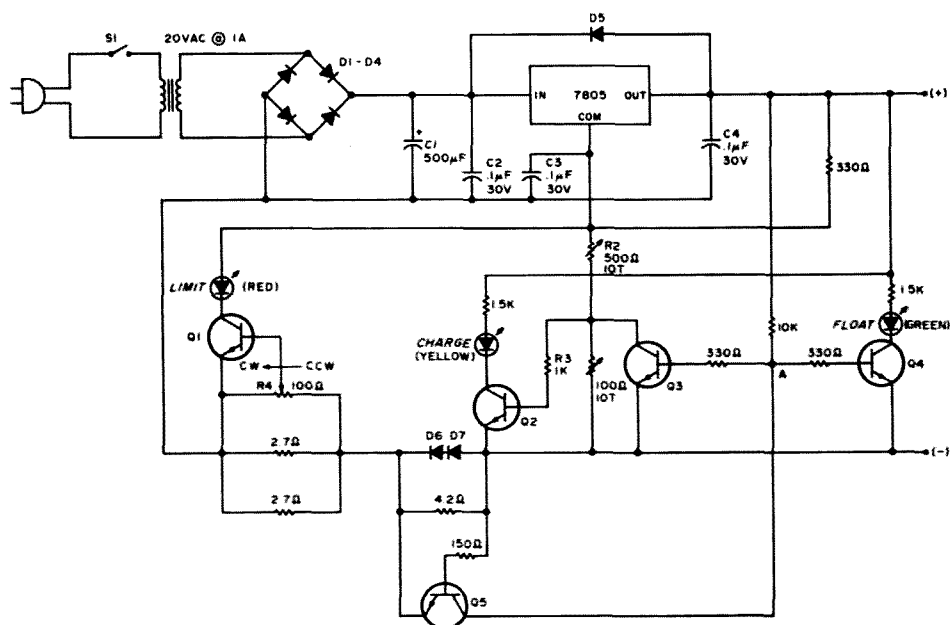 S1
20VAC @ 1A
D1-D4
D5
IN 7805 OUT
COM
(+)
+
C1
500µF
C2
.1µF
30V
C3
.1µF
30V
C4
.1µF
30V
330Ω
R2
500Ω
10T
LIMIT (RED)
Q1
CW CCW
R4 100Ω
2.7Ω
2.7Ω
1.5K
CHARGE
(YELLOW)
Q2
R3
1K
100Ω
10T
Q3
330Ω
10K
A
330Ω
1.5K
FLOAT (GREEN)
Q4
D6 D7
(-)
4.2Ω
150Ω
Q5